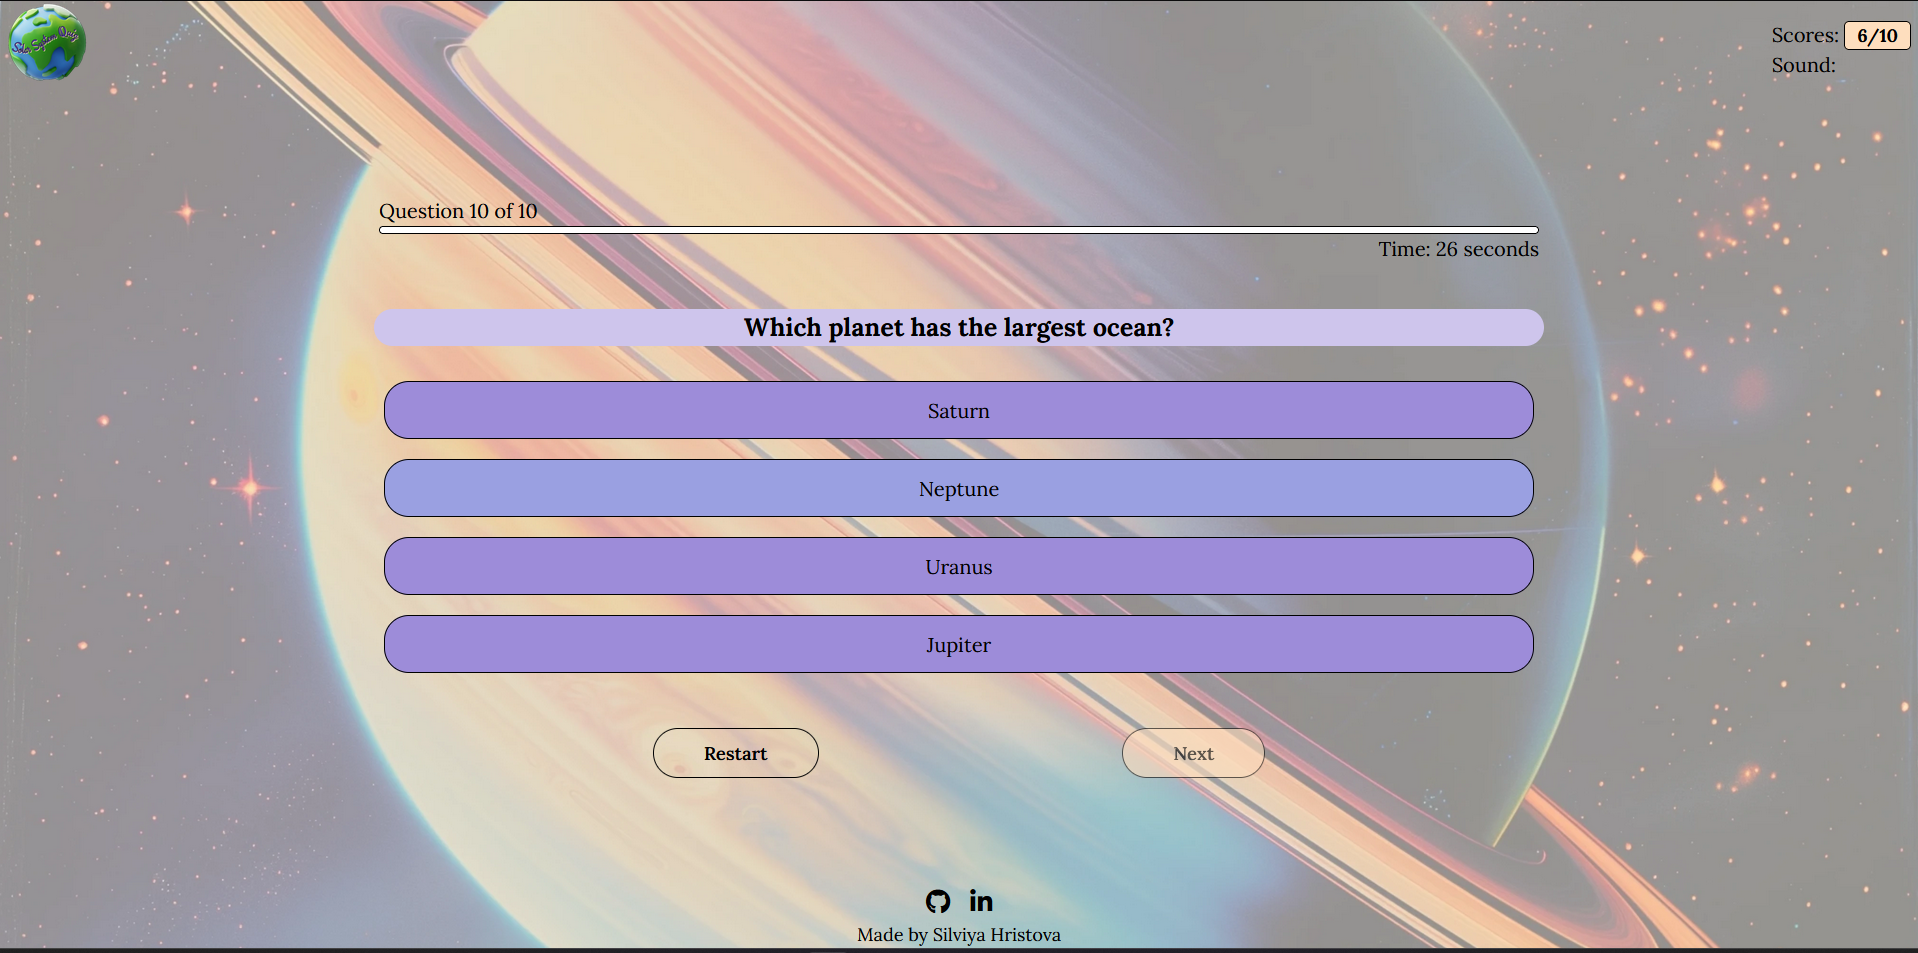 Solar System Quiz
Scores: 6/10
Sound:
Question 10 of 10
Time: 26 seconds
Which planet has the largest ocean?
Saturn
Neptune
Uranus
Jupiter
Restart
Next
in
Made by Silviya Hristova